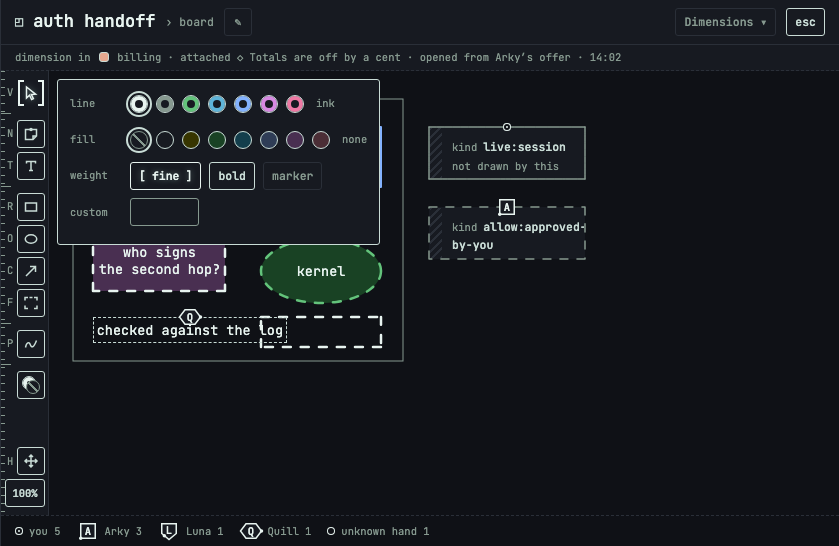 auth handoff › board ✎ Dimensions ▾ esc
dimension in billing · attached ◇ Totals are off by a cent · opened from Arky’s offer · 14:02
V
N
T
R
O
C
F
P
H
100%
line ink
fill none
weight [ fine ] bold marker
custom
who signs
the second hop?
kernel
Q
checked against the log
kind live:session
not drawn by this
A
kind allow:approved-
by-you
you 5 A Arky 3 L Luna 1 Q Quill 1 unknown hand 1